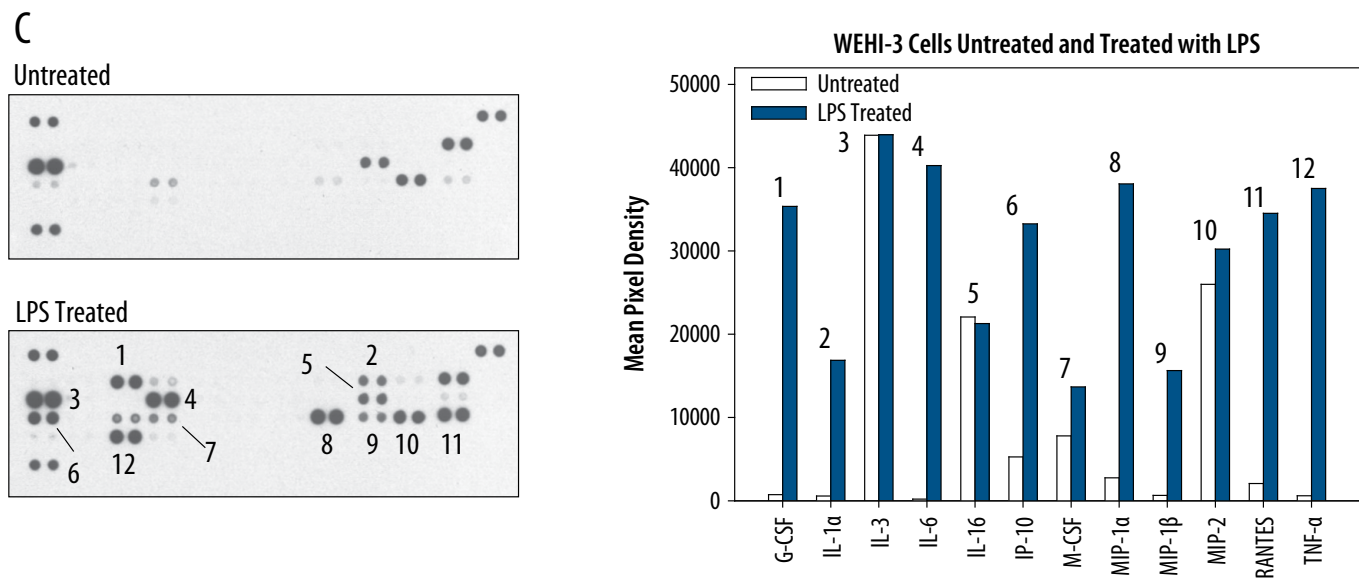 C
Untreated
LPS Treated
1
2
5
3
4
6
12
7
8
9
10
11
WEHI-3 Cells Untreated and Treated with LPS
Untreated
LPS Treated
Mean Pixel Density
50000
40000
30000
20000
10000
0
1
2
3
4
5
6
7
8
9
10
11
12
G-CSF
IL-1α
IL-3
IL-6
IL-16
IP-10
M-CSF
MIP-1α
MIP-1β
MIP-2
RANTES
TNF-α